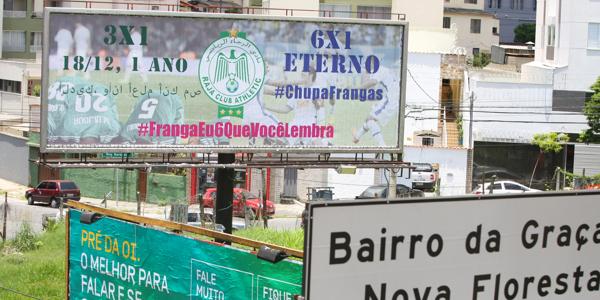 3X1
18/12, 1 ANO
6X1
ETERNO
#ChupaFrangas
RAJA CLUB ATHLETIC
20
#FrangaEu6QueVocêLembra
PRÉ DA OI.
O MELHOR PARA
FALAR E SE
FALE
MUITO
FIQUE
Bairro da Graça
Nova Floresta